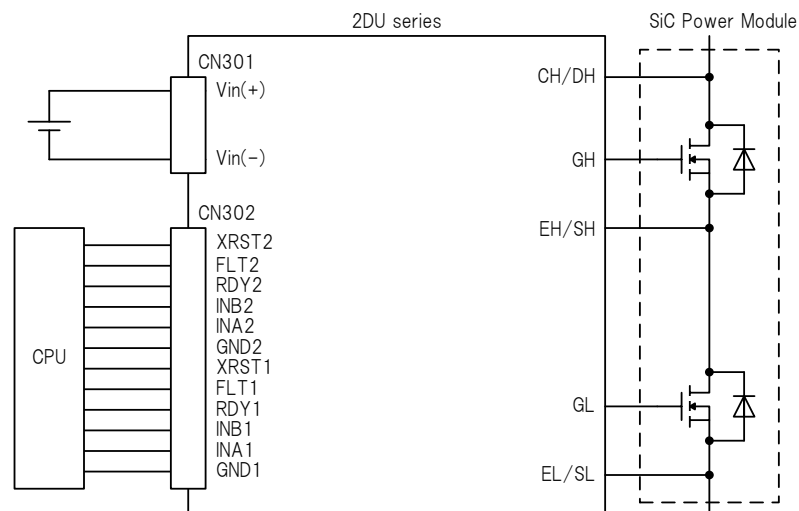 2DU series
SiC Power Module
CN301
Vin(+)
Vin(-)
CN302
XRST2
FLT2
RDY2
INB2
INA2
GND2
XRST1
FLT1
RDY1
INB1
INA1
GND1
CPU
CH/DH
GH
EH/SH
GL
EL/SL